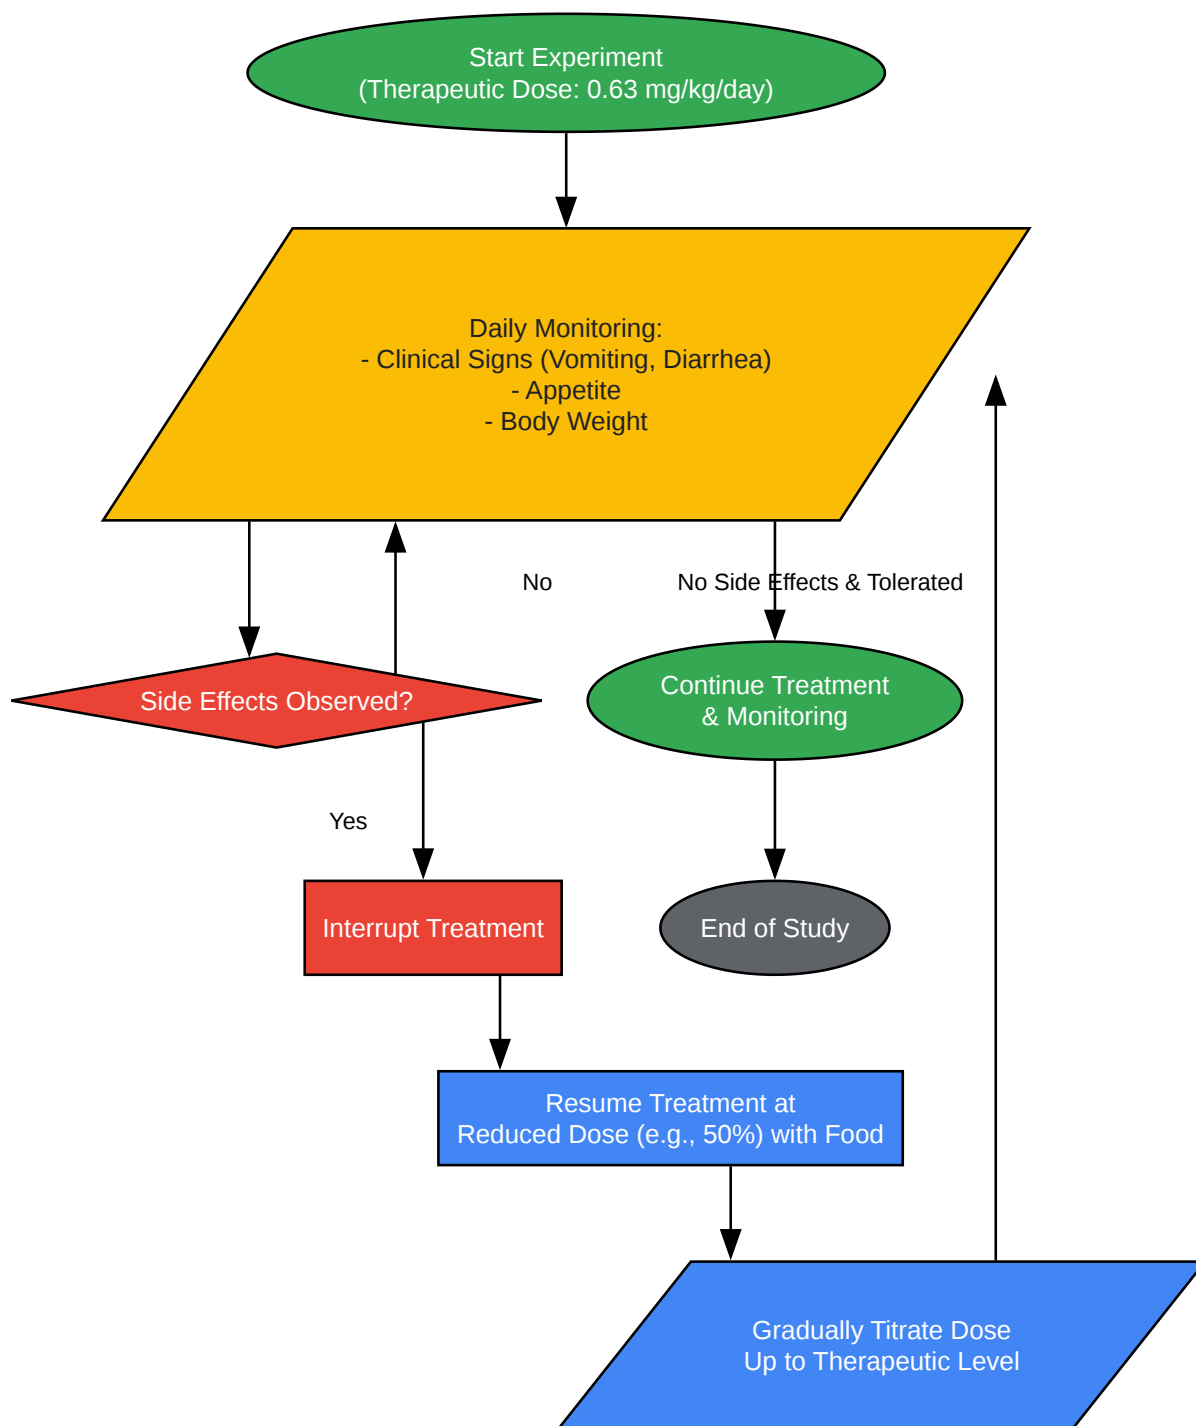 Start Experiment
(Therapeutic Dose: 0.63 mg/kg/day)
Daily Monitoring:
- Clinical Signs (Vomiting, Diarrhea)
- Appetite
- Body Weight
No
No Side Effects & Tolerated
Side Effects Observed?
Continue Treatment
& Monitoring
Yes
Interrupt Treatment
End of Study
Resume Treatment at
Reduced Dose (e.g., 50%) with Food
Gradually Titrate Dose
Up to Therapeutic Level